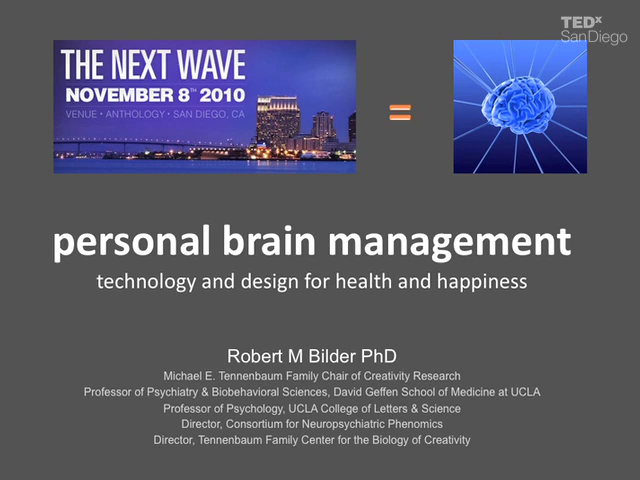 TEDx
SanDiego
THE NEXT WAVE
NOVEMBER 8™ 2010
VENUE • ANTHOLOGY • SAN DIEGO, CA
=
personal brain management
technology and design for health and happiness
Robert M Bilder PhD
Michael E. Tennenbaum Family Chair of Creativity Research
Professor of Psychiatry & Biobehavioral Sciences, David Geffen School of Medicine at UCLA
Professor of Psychology, UCLA College of Letters & Science
Director, Consortium for Neuropsychiatric Phenomics
Director, Tennenbaum Family Center for the Biology of Creativity